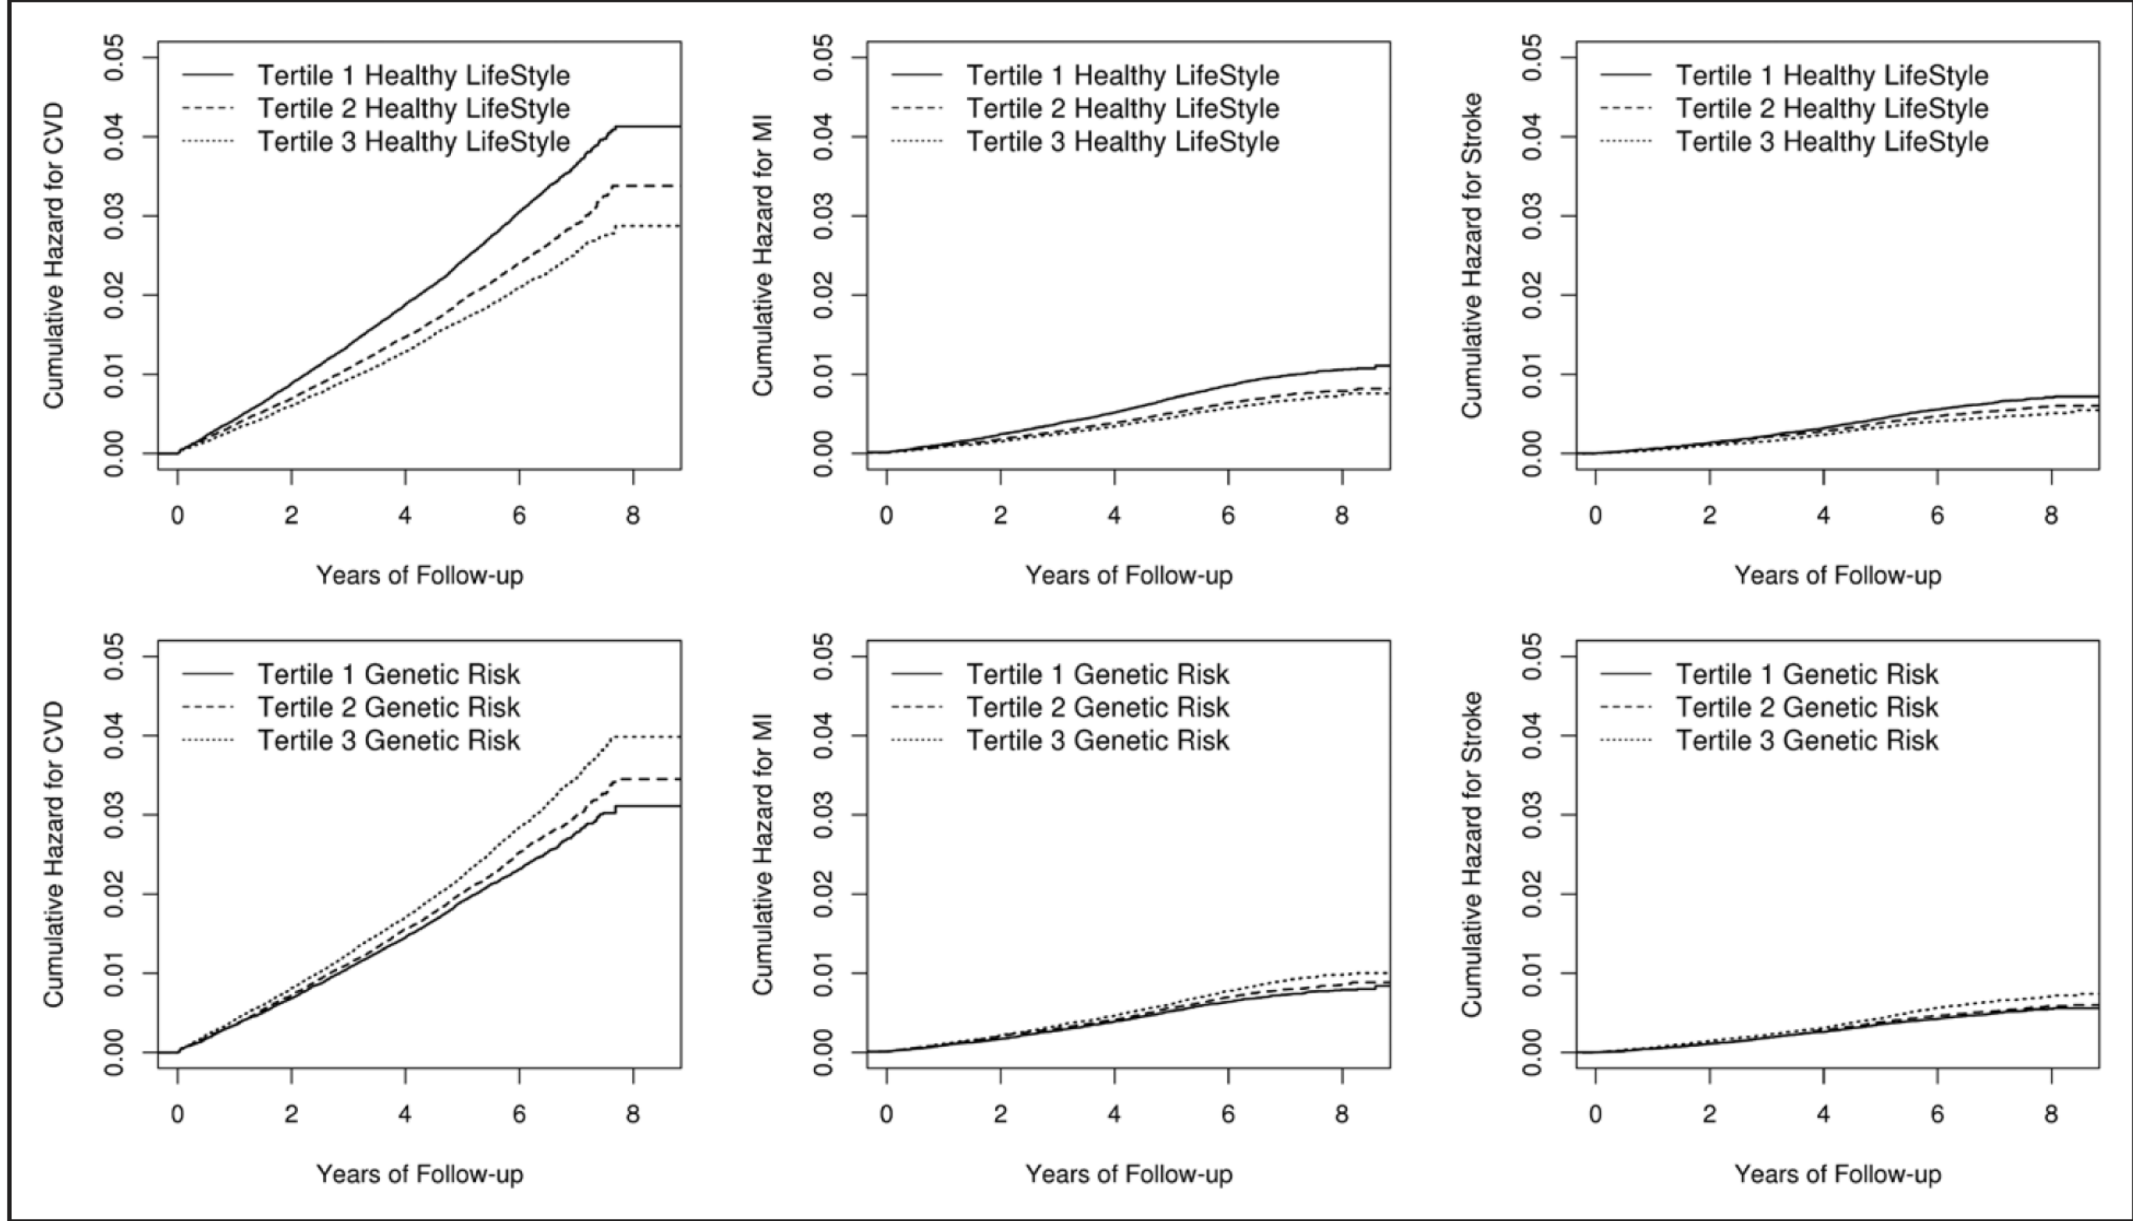 Cumulative Hazard for CVD
0.05
0.04
0.03
0.02
0.01
0.00
Tertile 1 Healthy LifeStyle
Tertile 2 Healthy LifeStyle
Tertile 3 Healthy LifeStyle
0 2 4 6 8
Years of Follow-up
Cumulative Hazard for MI
0.05
0.04
0.03
0.02
0.01
0.00
Tertile 1 Healthy LifeStyle
Tertile 2 Healthy LifeStyle
Tertile 3 Healthy LifeStyle
0 2 4 6 8
Years of Follow-up
Cumulative Hazard for Stroke
0.05
0.04
0.03
0.02
0.01
0.00
Tertile 1 Healthy LifeStyle
Tertile 2 Healthy LifeStyle
Tertile 3 Healthy LifeStyle
0 2 4 6 8
Years of Follow-up
Cumulative Hazard for CVD
0.05
0.04
0.03
0.02
0.01
0.00
Tertile 1 Genetic Risk
Tertile 2 Genetic Risk
Tertile 3 Genetic Risk
0 2 4 6 8
Years of Follow-up
Cumulative Hazard for MI
0.05
0.04
0.03
0.02
0.01
0.00
Tertile 1 Genetic Risk
Tertile 2 Genetic Risk
Tertile 3 Genetic Risk
0 2 4 6 8
Years of Follow-up
Cumulative Hazard for Stroke
0.05
0.04
0.03
0.02
0.01
0.00
Tertile 1 Genetic Risk
Tertile 2 Genetic Risk
Tertile 3 Genetic Risk
0 2 4 6 8
Years of Follow-up